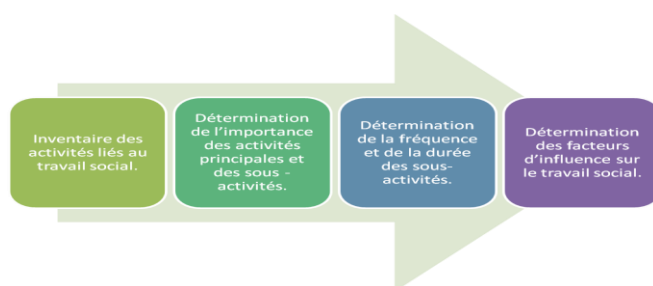 Inventaire des
activités liés au
travail social.
Détermination
de l'importance
des activités
principales et
des sous -
activités.
Détermination
de la fréquence
et de la durée
des sous-
activités.
Détermination
des facteurs
d'influence sur
le travail social.